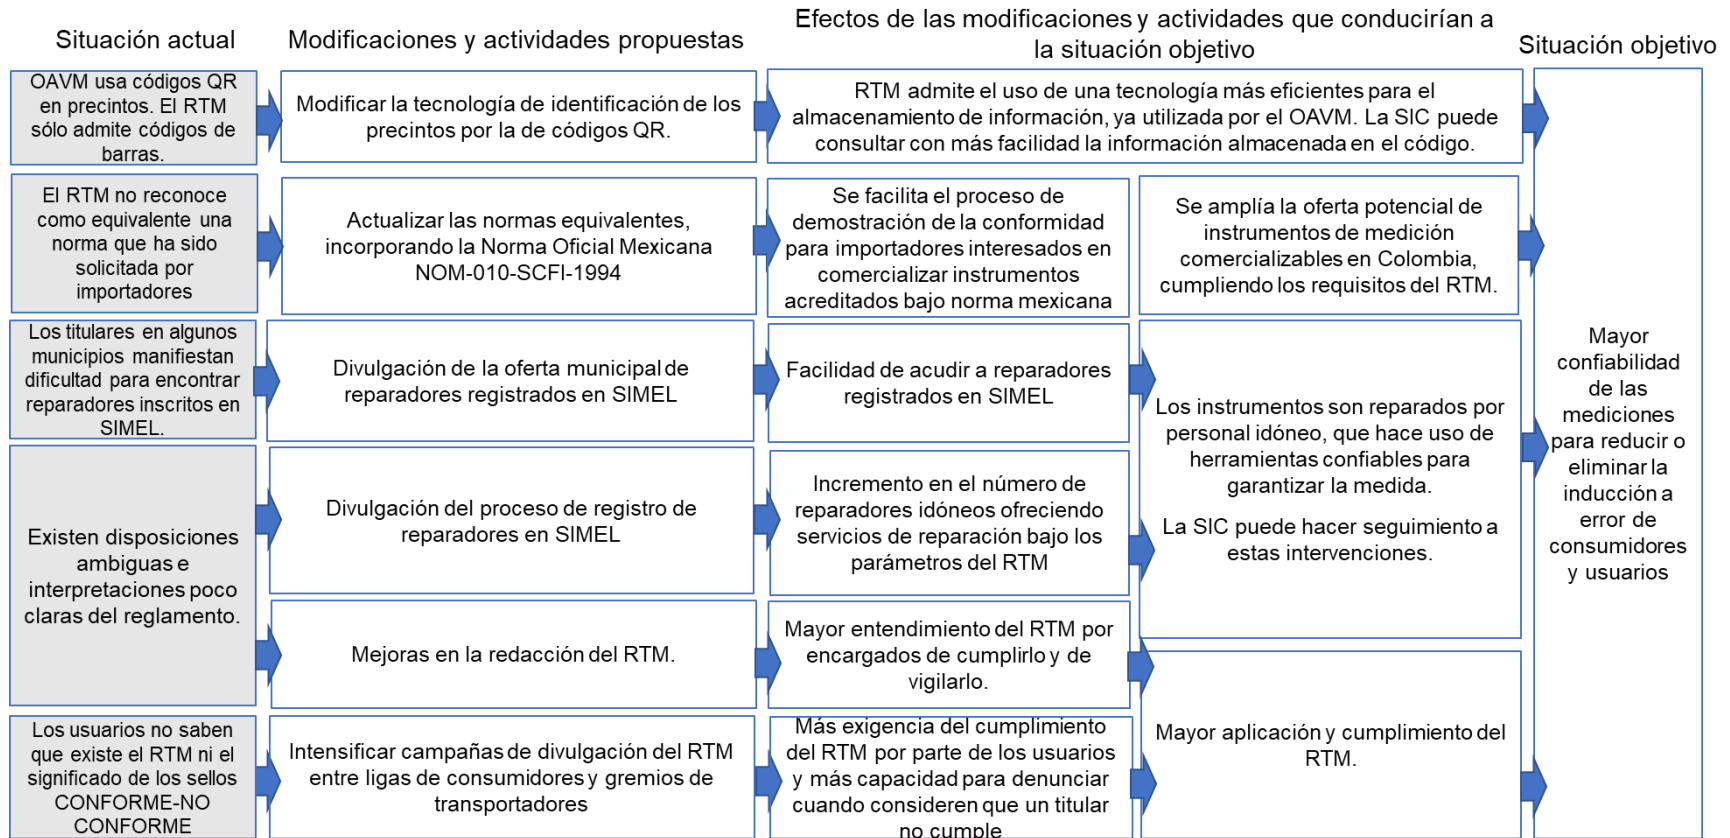 Situación actual
Modificaciones y actividades propuestas
Efectos de las modificaciones y actividades que conducirían a
la situación objetivo
Situación objetivo
OAVM usa códigos QR
en precintos. El RTM
sólo admite códigos de
barras.
Modificar la tecnología de identificación de los
precintos por la de códigos QR.
RTM admite el uso de una tecnología más eficientes para el
almacenamiento de información, ya utilizada por el OAVM. La SIC puede
consultar con más facilidad la información almacenada en el código.
El RTM no reconoce
como equivalente una
norma que ha sido
solicitada por
importadores
Actualizar las normas equivalentes,
incorporando la Norma Oficial Mexicana
NOM-010-SCFI-1994
Se facilita el proceso de
demostración de la conformidad
para importadores interesados en
comercializar instrumentos
acreditados bajo norma mexicana
Se amplía la oferta potencial de
instrumentos de medición
comercializables en Colombia,
cumpliendo los requisitos del RTM.
Los titulares en algunos
municipios manifiestan
dificultad para encontrar
reparadores inscritos en
SIMEL.
Divulgación de la oferta municipal de
reparadores registrados en SIMEL
Facilidad de acudir a reparadores
registrados en SIMEL
Los instrumentos son reparados por
personal idóneo, que hace uso de
herramientas confiables para
garantizar la medida.
La SIC puede hacer seguimiento a
estas intervenciones.
Mayor
confiabilidad
de las
mediciones
para reducir o
eliminar la
inducción a
error de
consumidores
y usuarios
Existen disposiciones
ambiguas e
interpretaciones poco
claras del reglamento.
Divulgación del proceso de registro de
reparadores en SIMEL
Incremento en el número de
reparadores idóneos ofreciendo
servicios de reparación bajo los
parámetros del RTM
Mejoras en la redacción del RTM.
Mayor entendimiento del RTM por
encargados de cumplirlo y de
vigilarlo.
Mayor aplicación y cumplimiento del
RTM.
Los usuarios no saben
que existe el RTM ni el
significado de los sellos
CONFORME-NO
CONFORME
Intensificar campañas de divulgación del RTM
entre ligas de consumidores y gremios de
transportadores
Más exigencia del cumplimiento
del RTM por parte de los usuarios
y más capacidad para denunciar
cuando consideren que un titular
no cumple